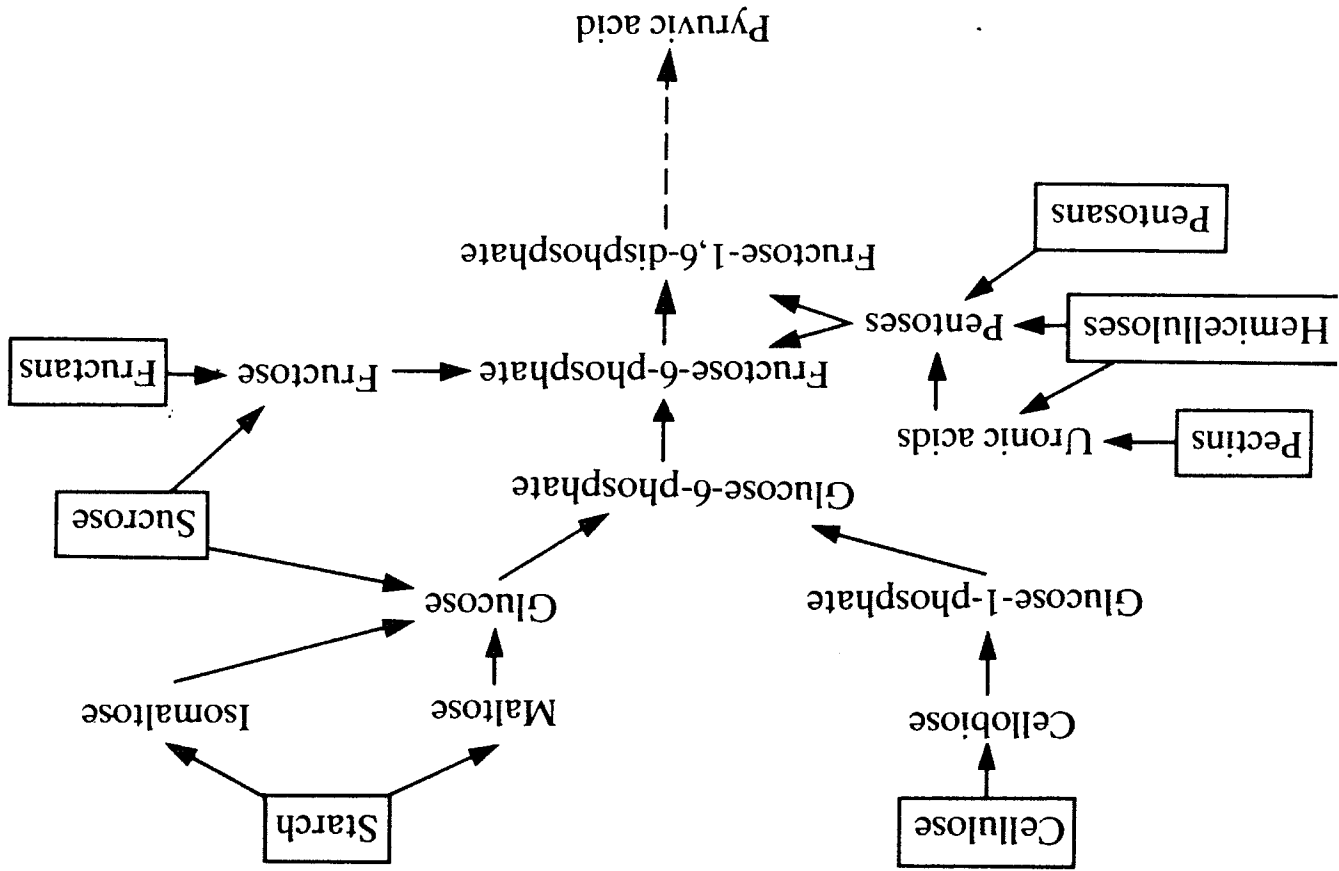 Cellulose
Starch
Cellobiose
Maltose
Isomaltose
Glucose-1-phosphate
Glucose
Sucrose
Pectins
Uronic acids
Glucose-6-phosphate
Hemicelluloses
Pentoses
Fructose-6-phosphate
Fructose
Fructans
Pentosans
Fructose-1,6-disphosphate
Pyruvic acid